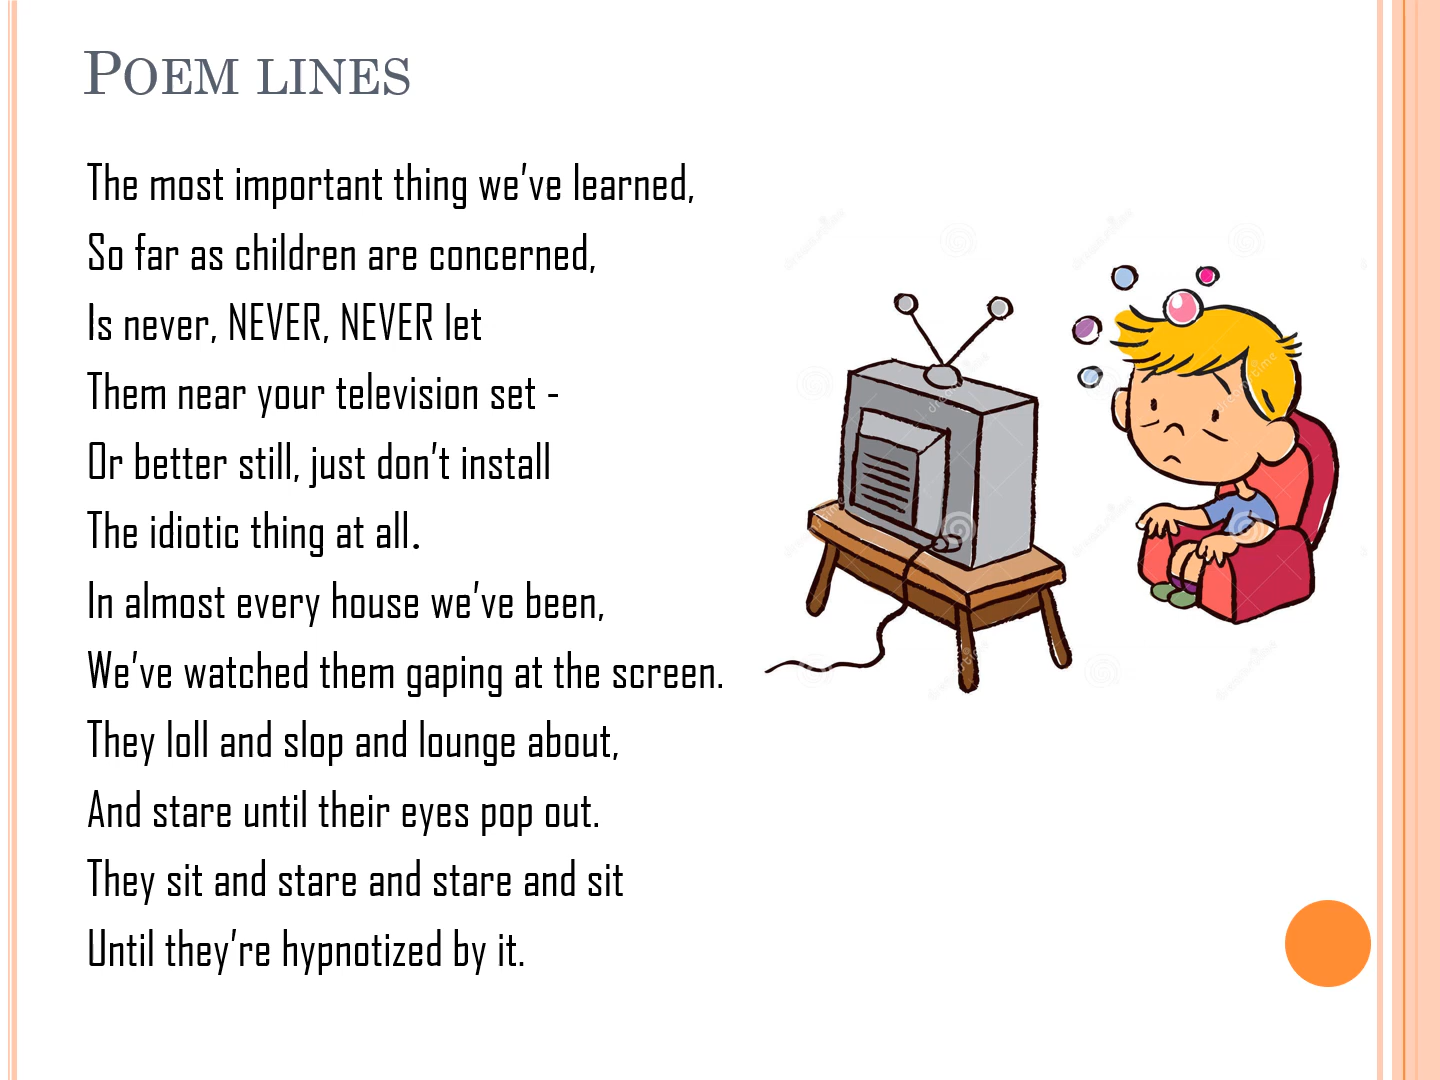 POEM LINES
The most important thing we've learned,
So far as children are concerned,
Is never, NEVER, NEVER let
Them near your television set -
Or better still, just don't install
The idiotic thing at all.
In almost every house we've been,
We've watched them gaping at the screen.
They loll and slop and lounge about,
And stare until their eyes pop out.
They sit and stare and stare and sit
Until they're hypnotized by it.